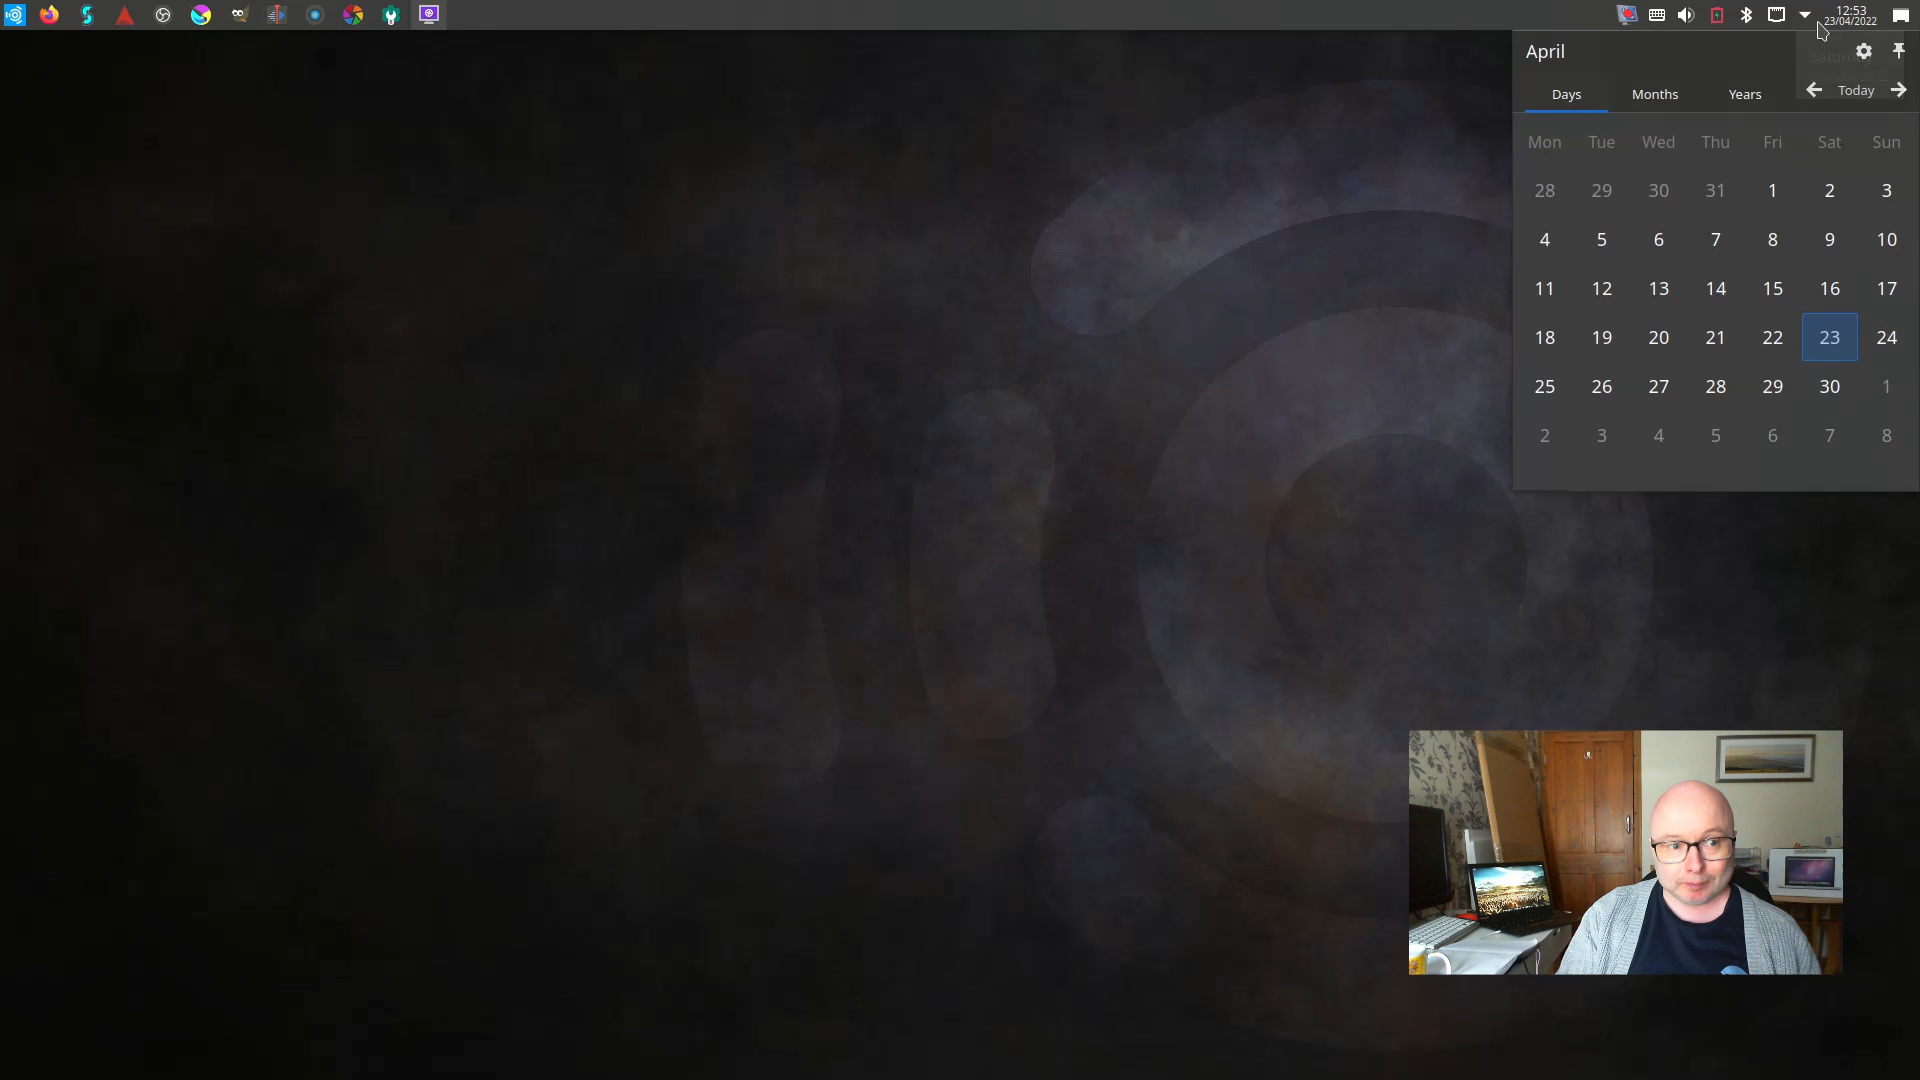 12:53
23/04/2022
April
Saturday
Days Months Years Today
Mon Tue Wed Thu Fri Sat Sun
28 29 30 31 1 2 3
4 5 6 7 8 9 10
11 12 13 14 15 16 17
18 19 20 21 22 23 24
25 26 27 28 29 30 1
2 3 4 5 6 7 8